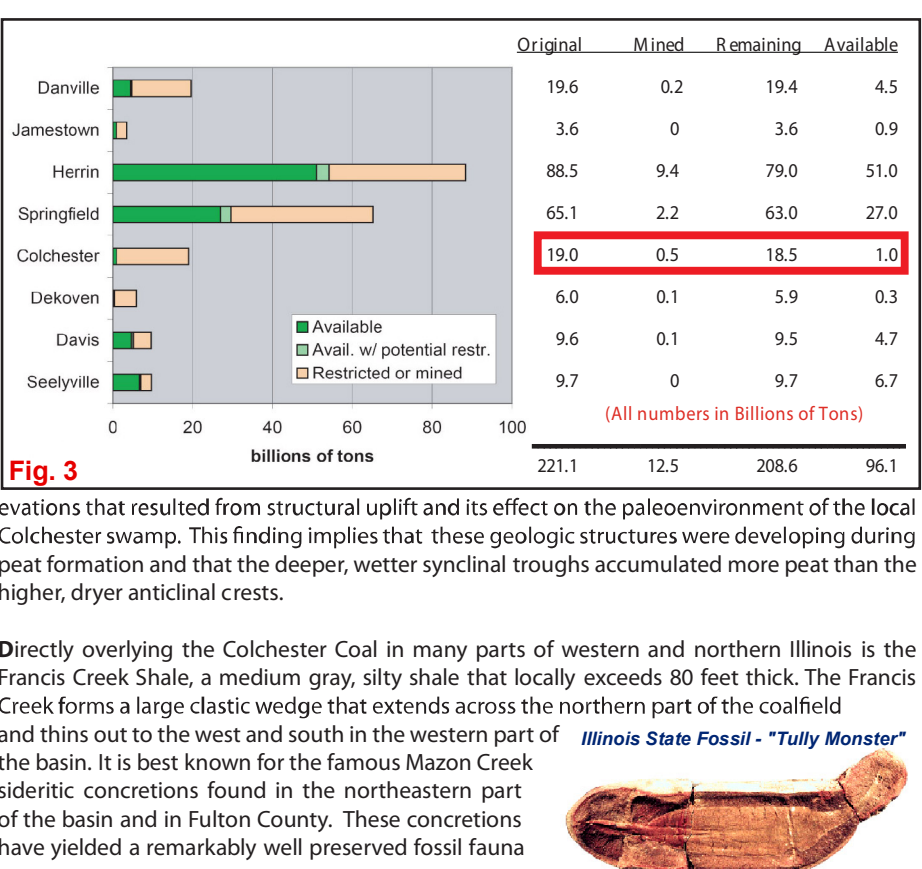 Original Mined Remaining Available
Danville 19.6 0.2 19.4 4.5
Jamestown 3.6 0 3.6 0.9
Herrin 88.5 9.4 79.0 51.0
Springfield 65.1 2.2 63.0 27.0
Colchester 19.0 0.5 18.5 1.0
Dekoven 6.0 0.1 5.9 0.3
Davis 9.6 0.1 9.5 4.7
Seelyville 9.7 0 9.7 6.7
Available
Avail. w/ potential restr.
Restricted or mined
0 20 40 60 80 100
billions of tons
(All numbers in Billions of Tons)
221.1 12.5 208.6 96.1
Fig. 3
evations that resulted from structural uplift and its effect on the paleoenvironment of the local
Colchester swamp. This finding implies that these geologic structures were developing during
peat formation and that the deeper, wetter synclinal troughs accumulated more peat than the
higher, dryer anticlinal crests.
Directly overlying the Colchester Coal in many parts of western and northern Illinois is the
Francis Creek Shale, a medium gray, silty shale that locally exceeds 80 feet thick. The Francis
Creek forms a large clastic wedge that extends across the northern part of the coalfield
and thins out to the west and south in the western part of
the basin. It is best known for the famous Mazon Creek
sideritic concretions found in the northeastern part
of the basin and in Fulton County. These concretions
have yielded a remarkably well preserved fossil fauna
Illinois State Fossil - "Tully Monster"